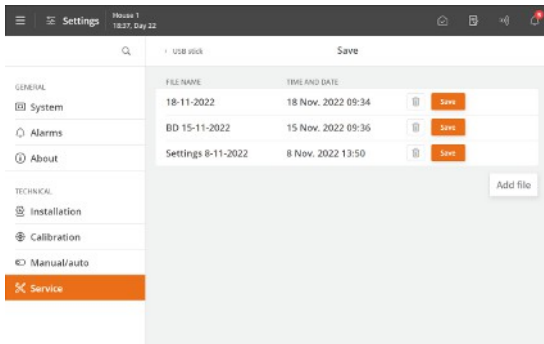 Settings
House 1
18:37, Day 22
USB stick
Save
GENERAL
System
Alarms
About
TECHNICAL
Installation
Calibration
Manual/auto
Service
FILE NAME TIME AND DATE
18-11-2022 18 Nov. 2022 09:34 Save
BD 15-11-2022 15 Nov. 2022 09:36 Save
Settings 8-11-2022 8 Nov. 2022 13:50 Save
Add file